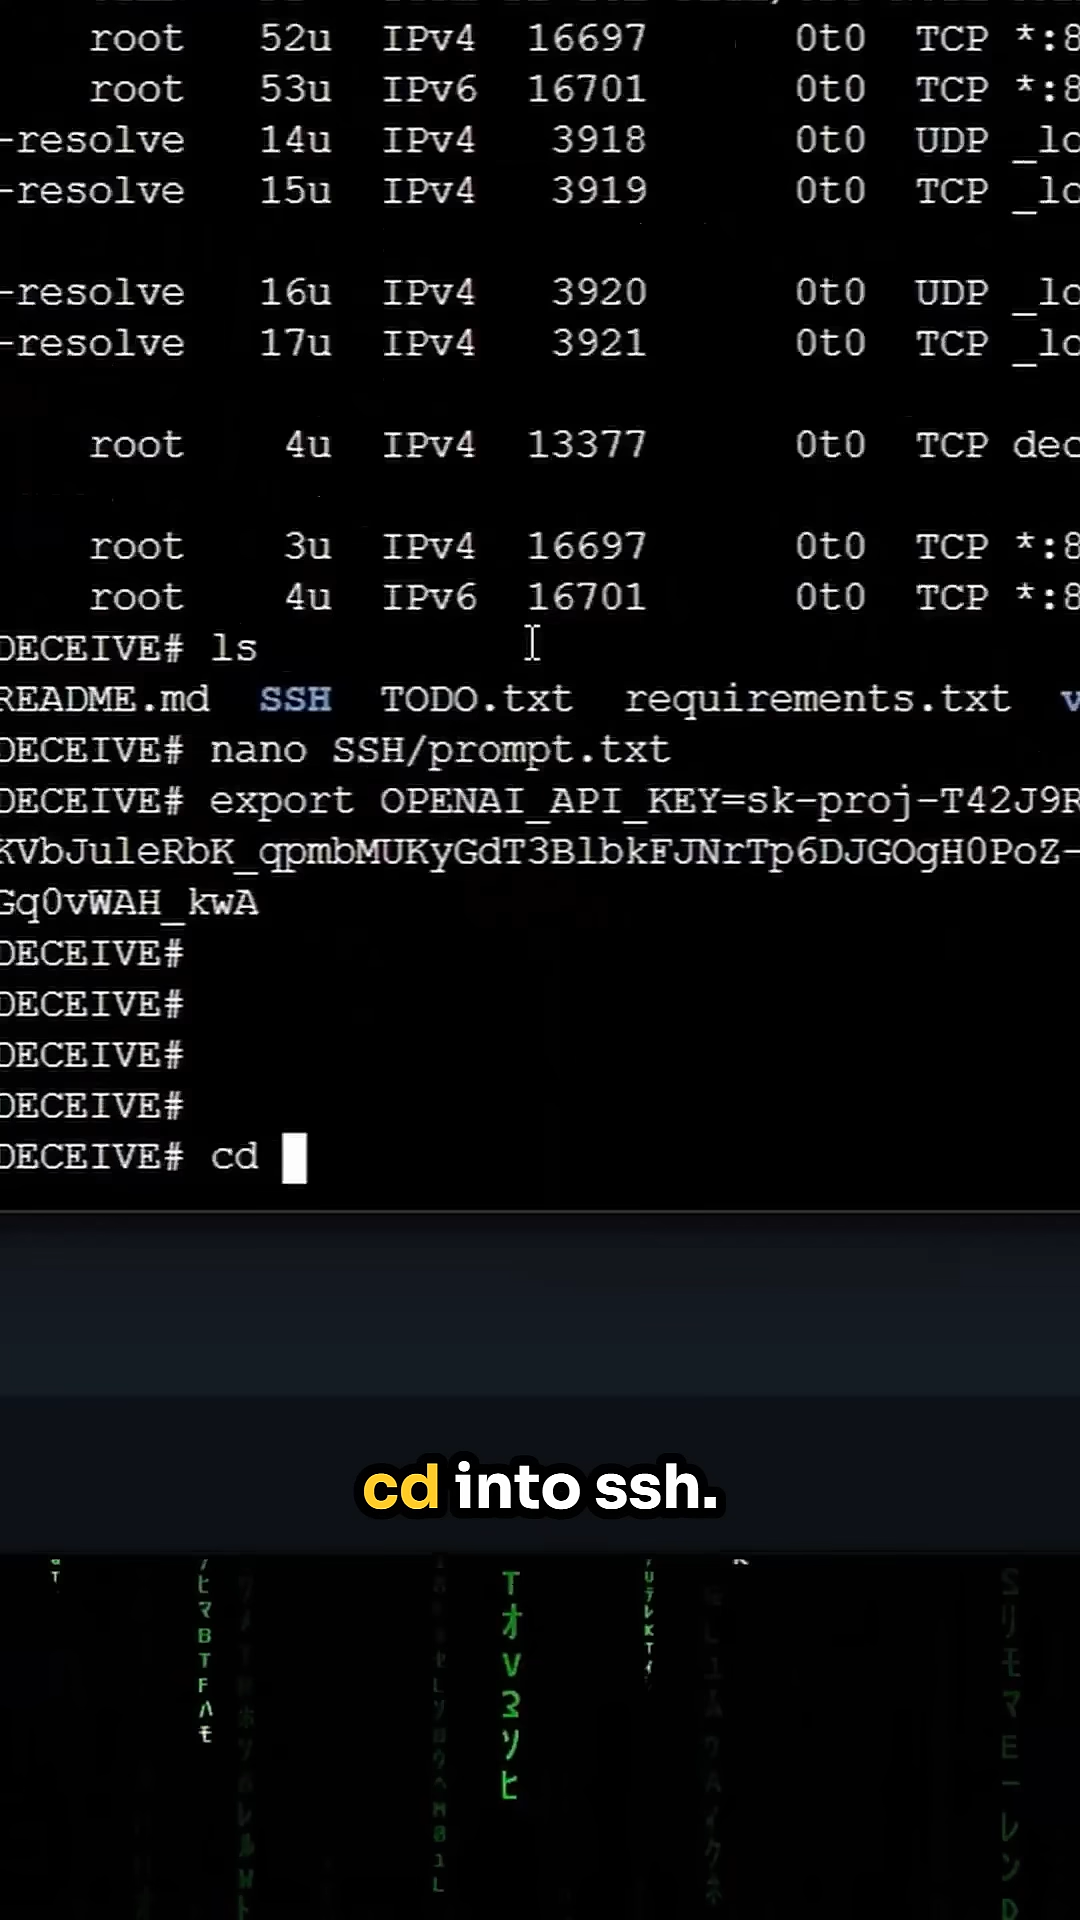 root 52u IPv4 16697 0t0 TCP *:8
root 53u IPv6 16701 0t0 TCP *:8
-resolve 14u IPv4 3918 0t0 UDP _lo
-resolve 15u IPv4 3919 0t0 TCP _lo
-resolve 16u IPv4 3920 0t0 UDP _lo
-resolve 17u IPv4 3921 0t0 TCP _lo
root 4u IPv4 13377 0t0 TCP dec
root 3u IPv4 16697 0t0 TCP *:8
root 4u IPv6 16701 0t0 TCP *:8
DECEIVE# ls
README.md SSH TODO.txt requirements.txt v
DECEIVE# nano SSH/prompt.txt
DECEIVE# export OPENAI_API_KEY=sk-proj-T42J9R
KVbJuleRbK_qpmbMUKyGdT3BlbkFJNrTp6DJGOgH0PoZ-
Gq0vWAH_kwA
DECEIVE#
DECEIVE#
DECEIVE#
DECEIVE#
DECEIVE# cd
cd into ssh.